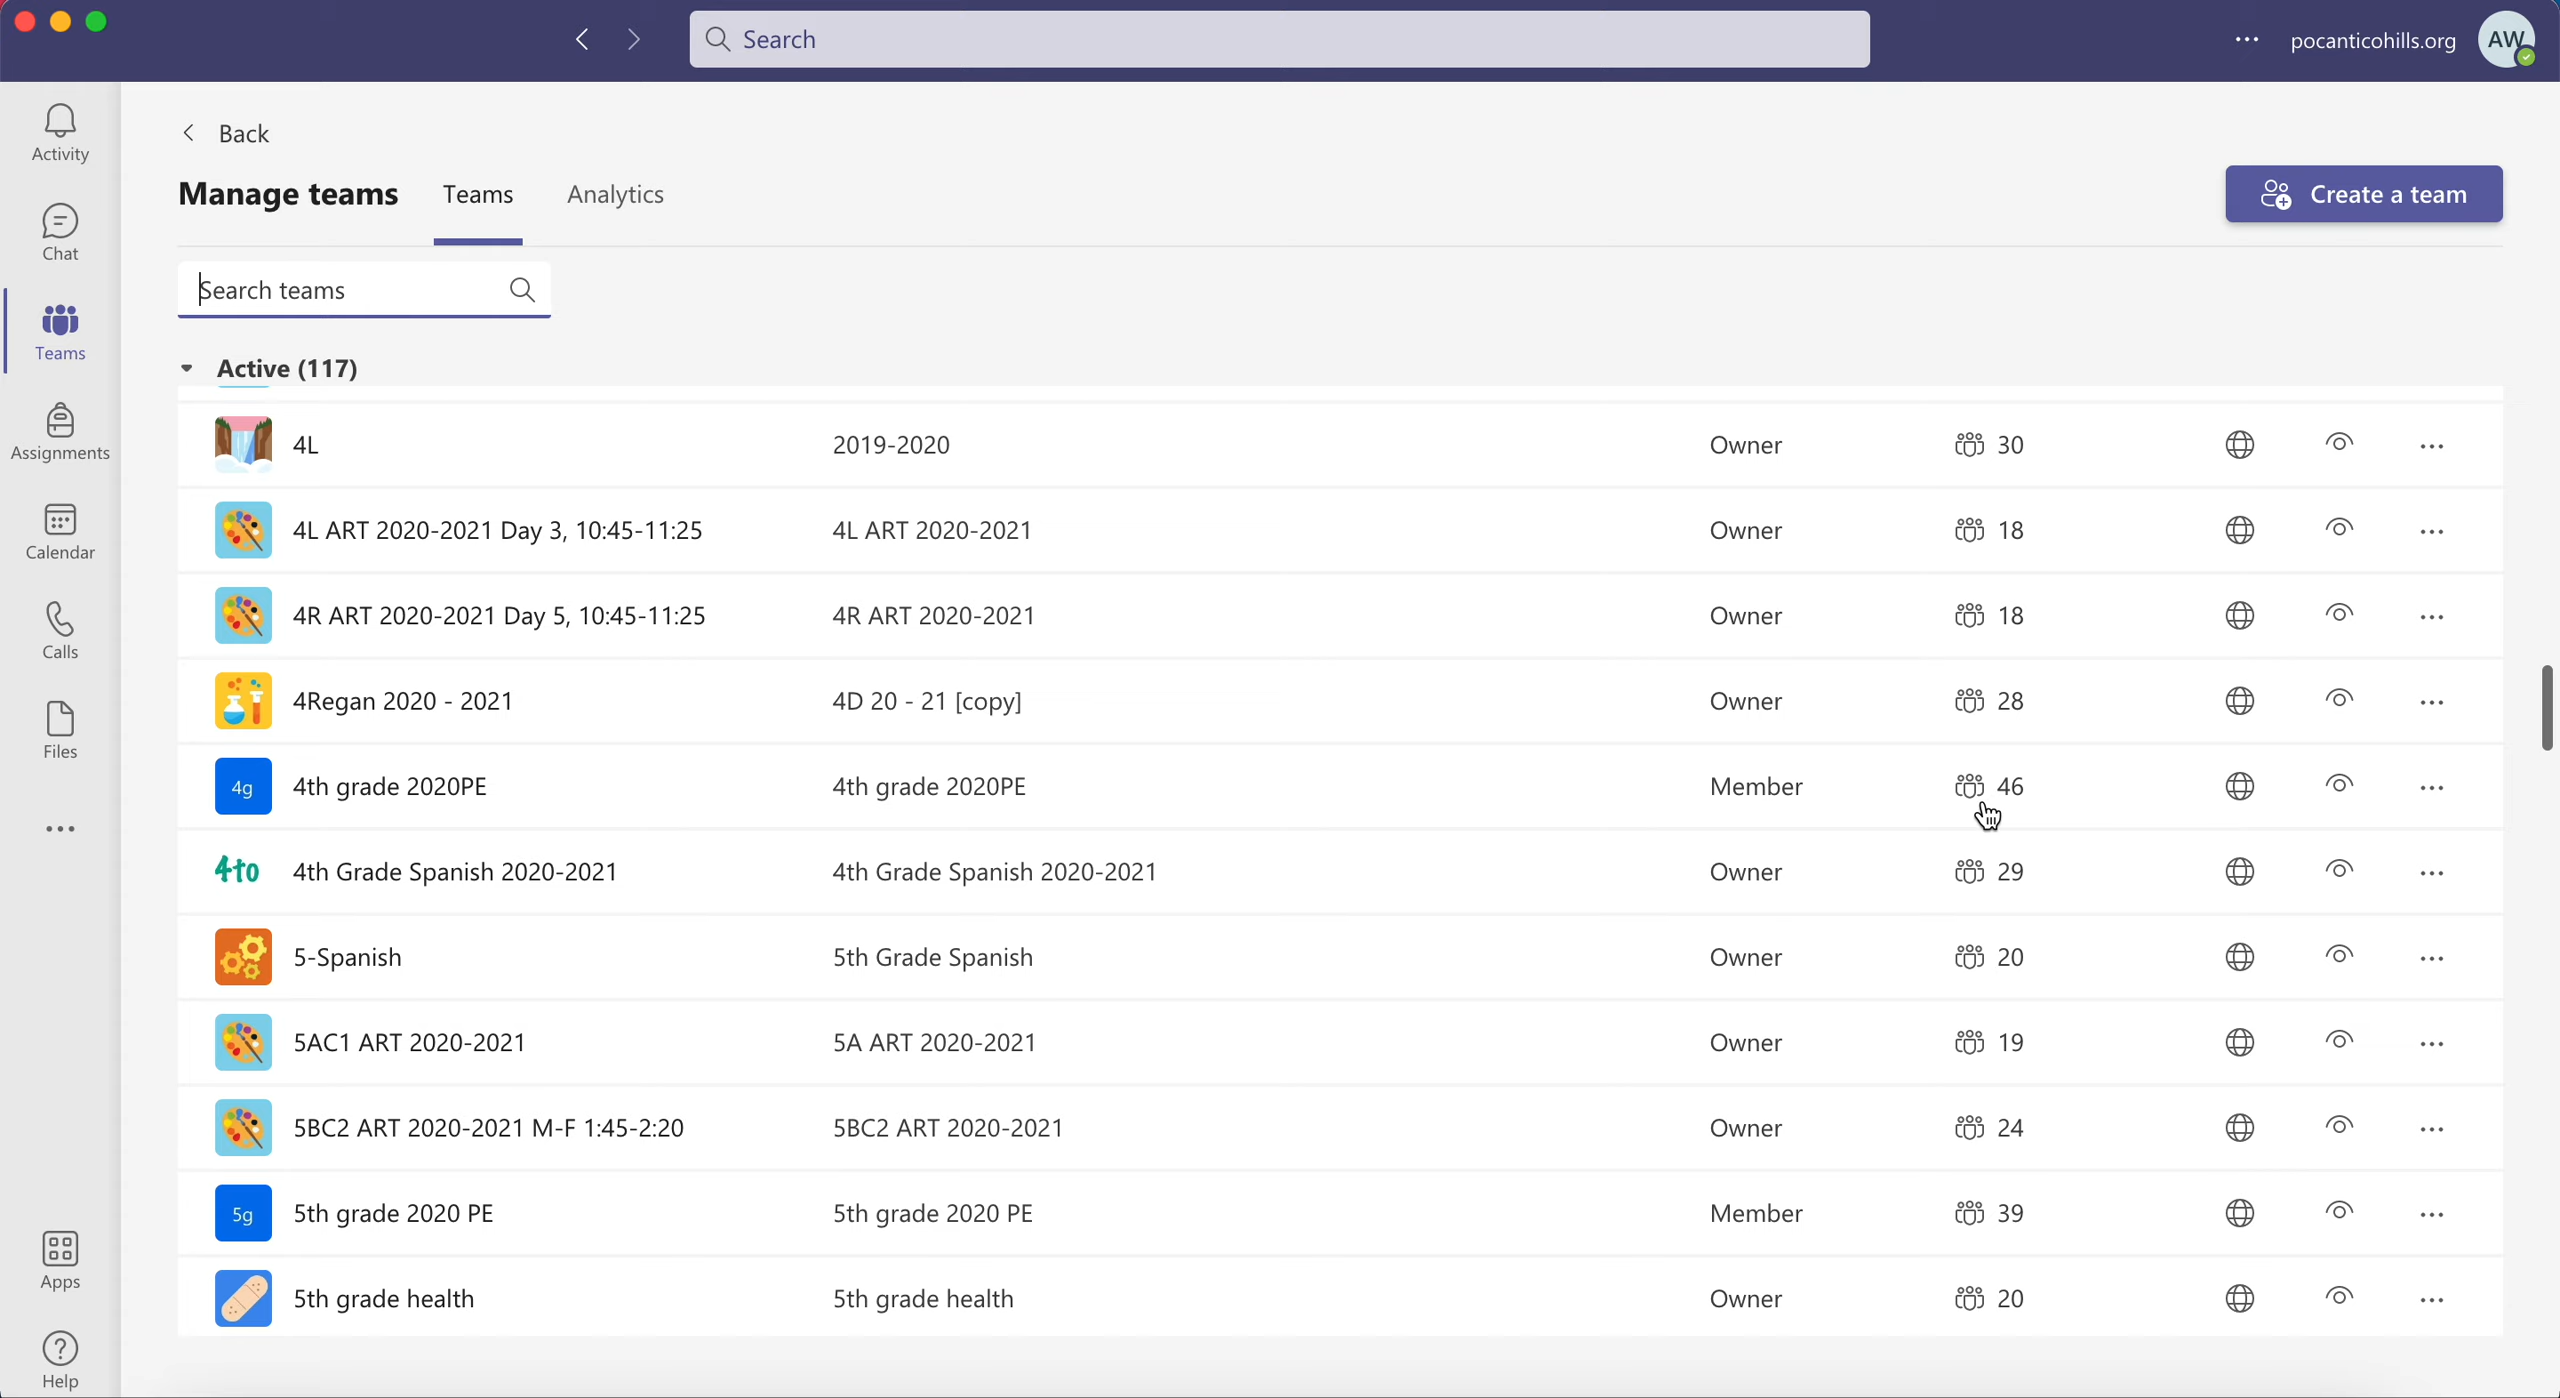 Search
pocanticohills.org
AW
Activity
Chat
Teams
Assignments
Calendar
Calls
Files
Apps
Help
Back
Manage teams Teams Analytics
Create a team
Search teams
Active (117)
4L 2019-2020 Owner 30
4L ART 2020-2021 Day 3, 10:45-11:25 4L ART 2020-2021 Owner 18
4R ART 2020-2021 Day 5, 10:45-11:25 4R ART 2020-2021 Owner 18
4Regan 2020 - 2021 4D 20 - 21 [copy] Owner 28
4g 4th grade 2020PE 4th grade 2020PE Member 46
4to 4th Grade Spanish 2020-2021 4th Grade Spanish 2020-2021 Owner 29
5-Spanish 5th Grade Spanish Owner 20
5AC1 ART 2020-2021 5A ART 2020-2021 Owner 19
5BC2 ART 2020-2021 M-F 1:45-2:20 5BC2 ART 2020-2021 Owner 24
5g 5th grade 2020 PE 5th grade 2020 PE Member 39
5th grade health 5th grade health Owner 20